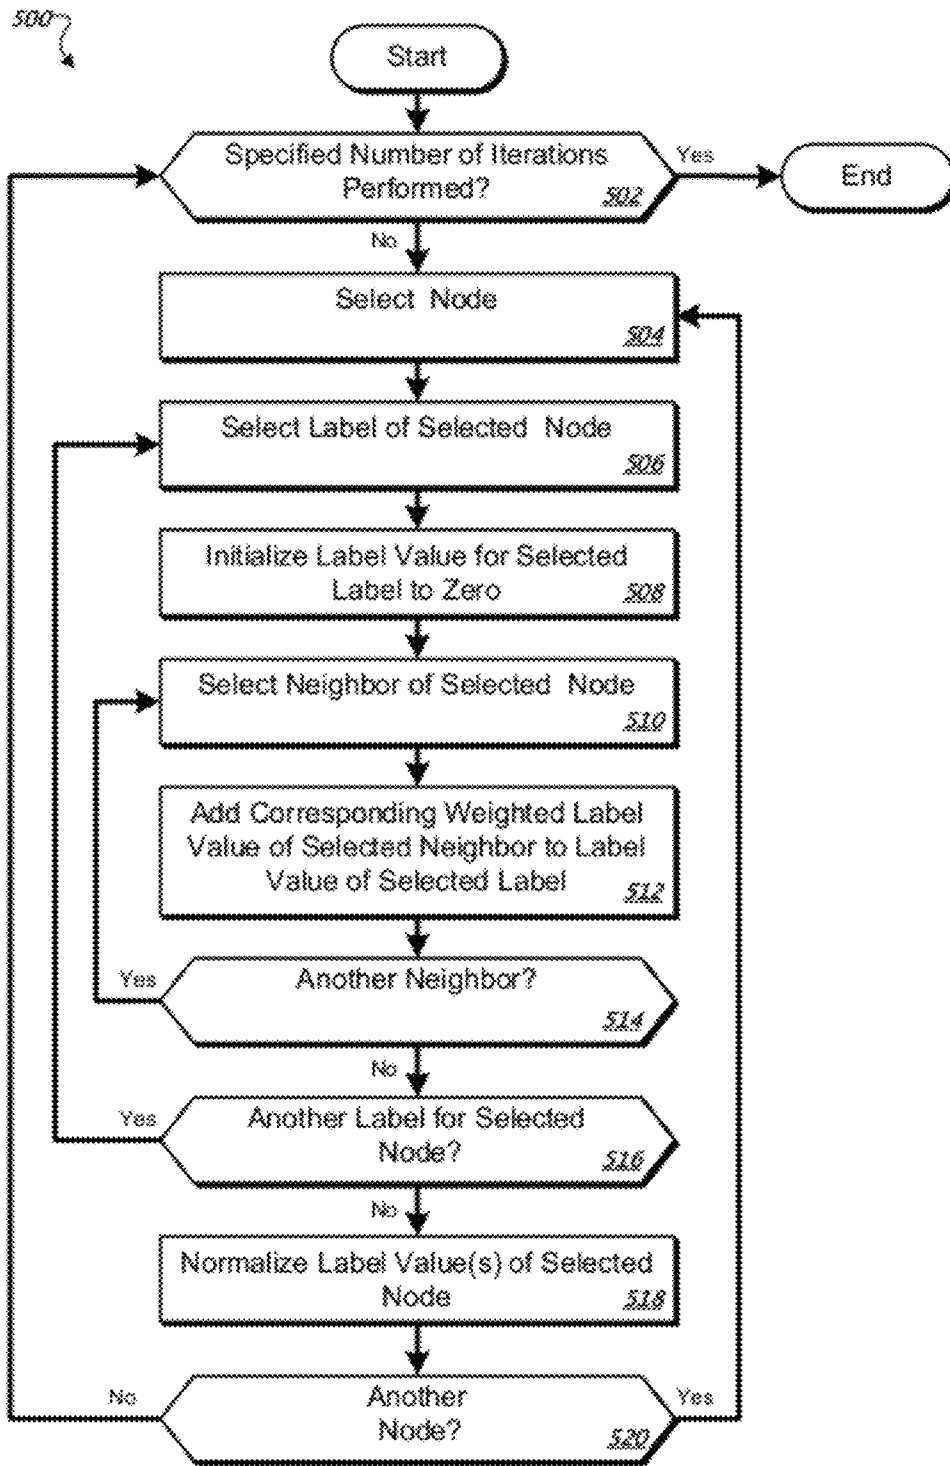 500
Start
Specified Number of Iterations
Performed?
502
Yes
End
No
Select Node
504
Select Label of Selected Node
506
Initialize Label Value for Selected
Label to Zero
508
Select Neighbor of Selected Node
510
Add Corresponding Weighted Label
Value of Selected Neighbor to Label
Value of Selected Label
512
Yes
Another Neighbor?
514
No
Yes
Another Label for Selected
Node?
516
No
Normalize Label Value(s) of Selected
Node
518
No
Another
Node?
520
Yes